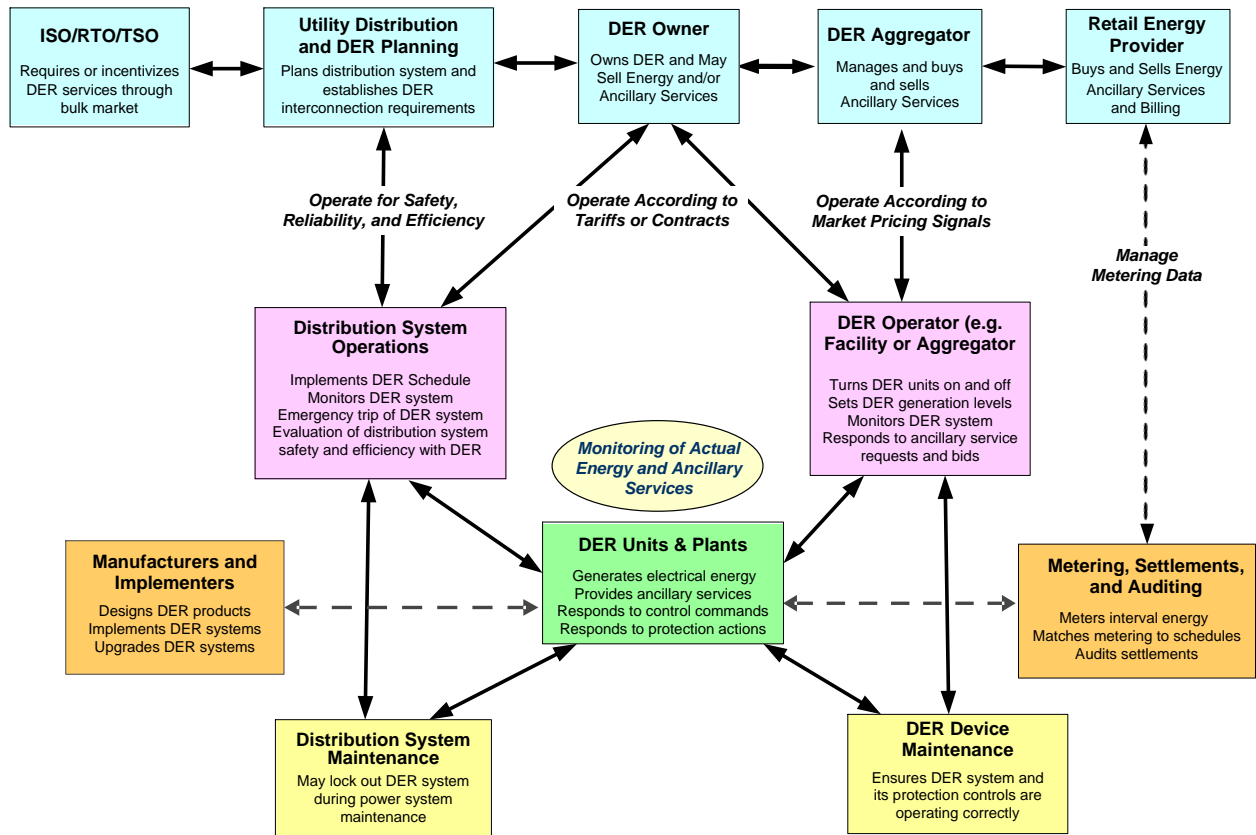 ISO/RTO/TSO
Requires or incentivizes
DER services through
bulk market
Utility Distribution
and DER Planning
Plans distribution system and
establishes DER
interconnection requirements
DER Owner
Owns DER and May
Sell Energy and/or
Ancillary Services
DER Aggregator
Manages and buys
and sells
Ancillary Services
Retail Energy
Provider
Buys and Sells Energy
Ancillary Services
and Billing
Operate for Safety,
Reliability, and Efficiency
Operate According to
Tariffs or Contracts
Operate According to
Market Pricing Signals
Manage
Metering Data
Distribution System
Operations
Implements DER Schedule
Monitors DER system
Emergency trip of DER system
Evaluation of distribution system
safety and efficiency with DER
DER Operator (e.g.
Facility or Aggregator
Turns DER units on and off
Sets DER generation levels
Monitors DER system
Responds to ancillary service
requests and bids
Monitoring of Actual
Energy and Ancillary
Services
Manufacturers and
Implementers
Designs DER products
Implements DER systems
Upgrades DER systems
DER Units & Plants
Generates electrical energy
Provides ancillary services
Responds to control commands
Responds to protection actions
Metering, Settlements,
and Auditing
Meters interval energy
Matches metering to schedules
Audits settlements
Distribution System
Maintenance
May lock out DER system
during power system
maintenance
DER Device
Maintenance
Ensures DER system and
its protection controls are
operating correctly